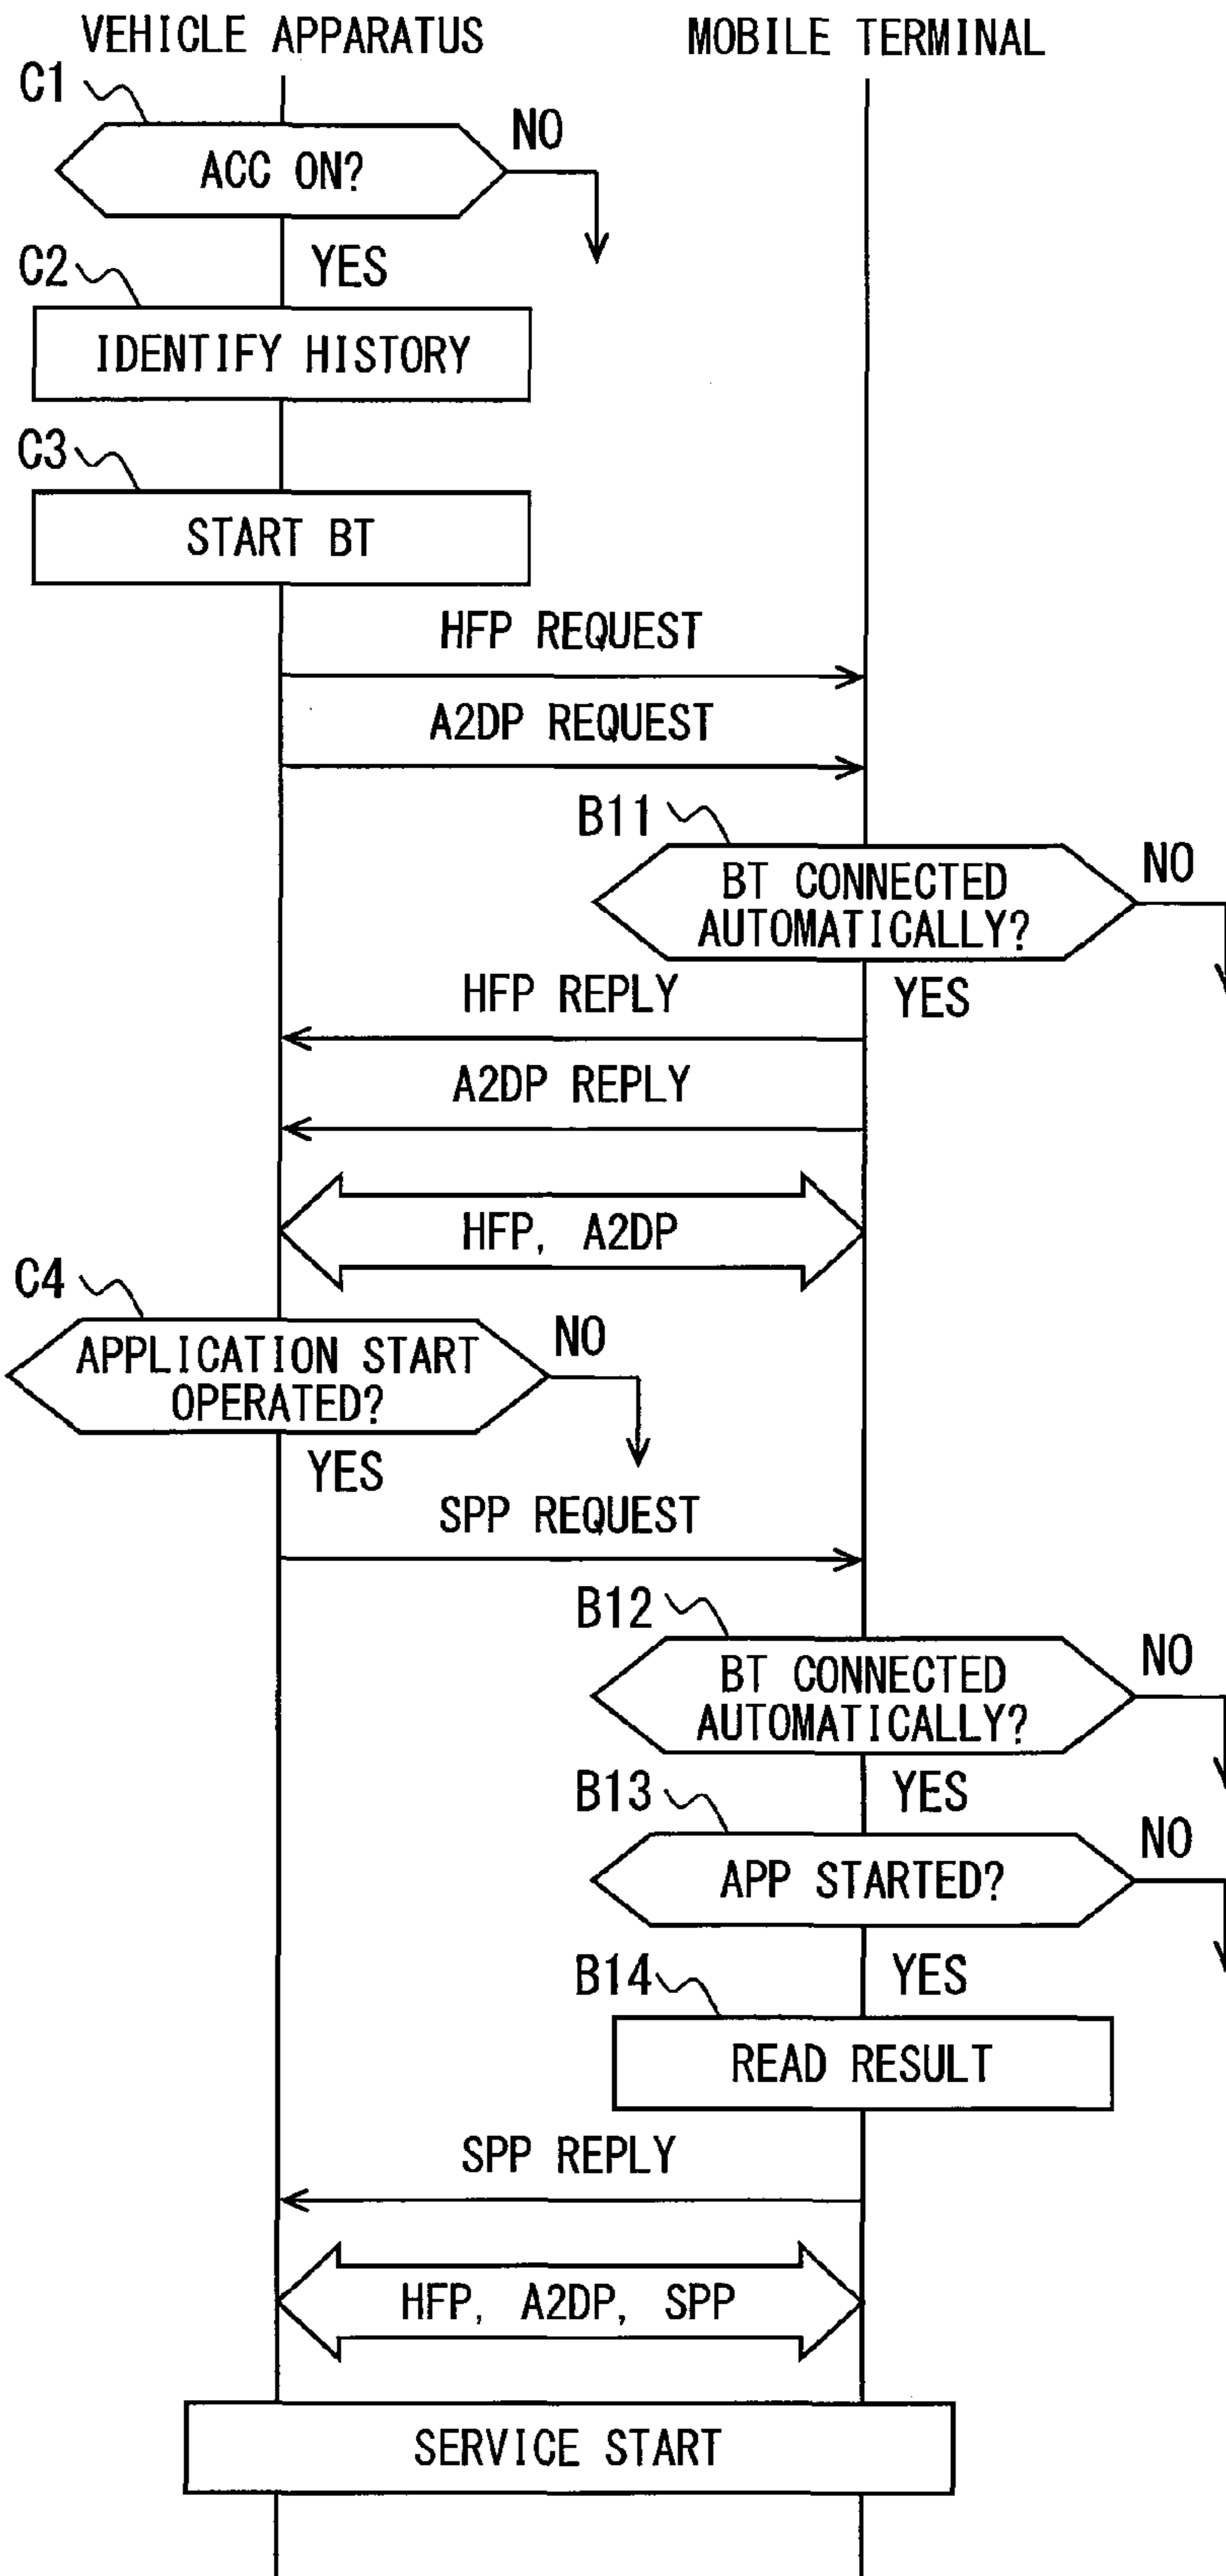 VEHICLE APPARATUS
MOBILE TERMINAL
C1
NO
ACC ON?
YES
C2
IDENTIFY HISTORY
C3
START BT
HFP REQUEST
A2DP REQUEST
B11
NO
BT CONNECTED
AUTOMATICALLY?
YES
HFP REPLY
A2DP REPLY
HFP, A2DP
C4
NO
APPLICATION START
OPERATED?
YES
SPP REQUEST
B12
NO
BT CONNECTED
AUTOMATICALLY?
YES
B13
NO
APP STARTED?
YES
B14
READ RESULT
SPP REPLY
HFP, A2DP, SPP
SERVICE START